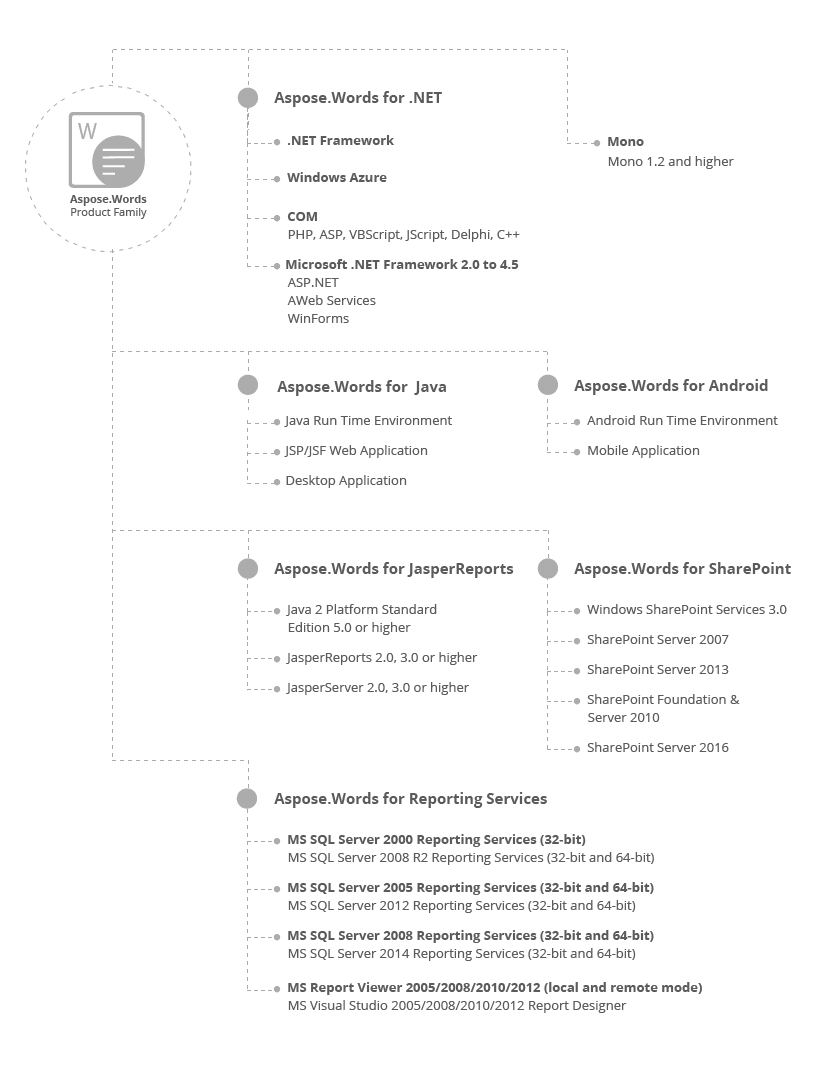 W
Aspose.Words
Product Family
Aspose.Words for .NET
.NET Framework
Windows Azure
COM
PHP, ASP, VBScript, JScript, Delphi, C++
Microsoft .NET Framework 2.0 to 4.5
ASP.NET
AWeb Services
WinForms
Mono
Mono 1.2 and higher
Aspose.Words for Java
Java Run Time Environment
JSP/JSF Web Application
Desktop Application
Aspose.Words for Android
Android Run Time Environment
Mobile Application
Aspose.Words for JasperReports
Java 2 Platform Standard
Edition 5.0 or higher
JasperReports 2.0, 3.0 or higher
JasperServer 2.0, 3.0 or higher
Aspose.Words for SharePoint
Windows SharePoint Services 3.0
SharePoint Server 2007
SharePoint Server 2013
SharePoint Foundation &
Server 2010
SharePoint Server 2016
Aspose.Words for Reporting Services
MS SQL Server 2000 Reporting Services (32-bit)
MS SQL Server 2008 R2 Reporting Services (32-bit and 64-bit)
MS SQL Server 2005 Reporting Services (32-bit and 64-bit)
MS SQL Server 2012 Reporting Services (32-bit and 64-bit)
MS SQL Server 2008 Reporting Services (32-bit and 64-bit)
MS SQL Server 2014 Reporting Services (32-bit and 64-bit)
MS Report Viewer 2005/2008/2010/2012 (local and remote mode)
MS Visual Studio 2005/2008/2010/2012 Report Designer